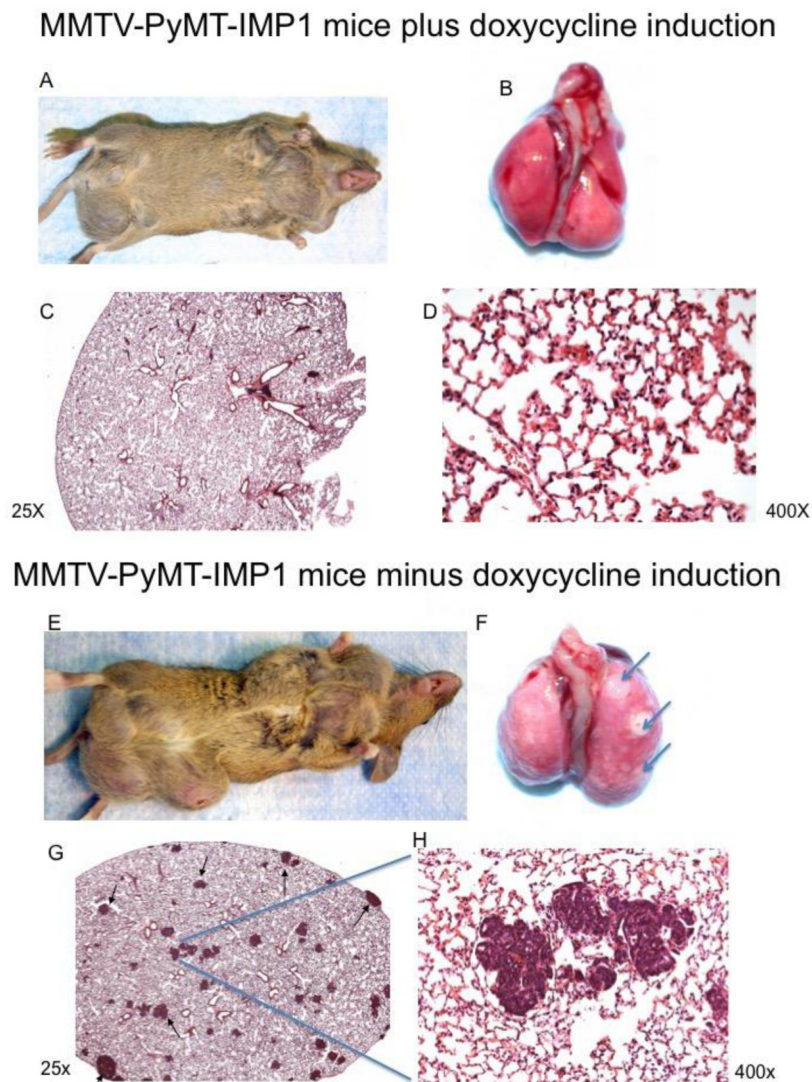 MMTV-PyMT-IMP1 mice plus doxycycline induction
A
B
C
D
25X
400X
MMTV-PyMT-IMP1 mice minus doxycycline induction
E
F
G
H
25x
400x